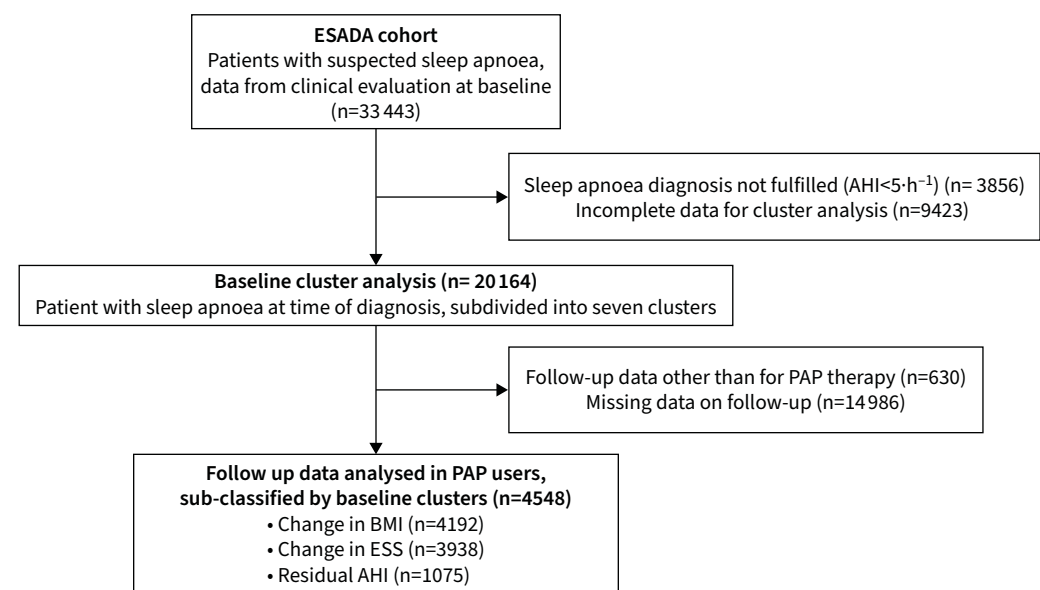 ESADA cohort
Patients with suspected sleep apnoea,
data from clinical evaluation at baseline
(n=33 443)
Sleep apnoea diagnosis not fulfilled (AHI<5·h⁻¹) (n= 3856)
Incomplete data for cluster analysis (n=9423)
Baseline cluster analysis (n= 20 164)
Patient with sleep apnoea at time of diagnosis, subdivided into seven clusters
Follow-up data other than for PAP therapy (n=630)
Missing data on follow-up (n=14 986)
Follow up data analysed in PAP users,
sub-classified by baseline clusters (n=4548)
• Change in BMI (n=4192)
• Change in ESS (n=3938)
• Residual AHI (n=1075)